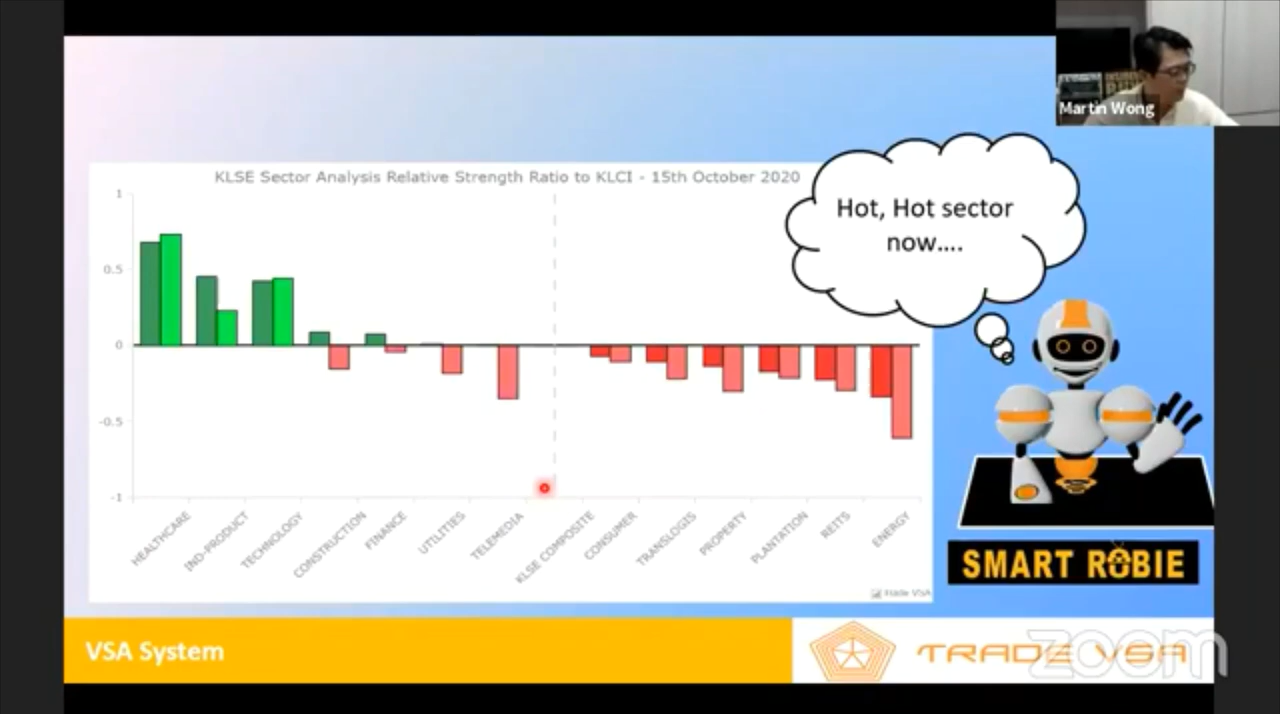 Martin Wong
KLSE Sector Analysis Relative Strength Ratio to KLCI - 15th October 2020
Hot, Hot sector
now....
1
0.5
0
-0.5
-1
HEALTHCARE
IND-PRODUCT
TECHNOLOGY
CONSTRUCTION
FINANCE
UTILITIES
TELEMEDIA
KLSE COMPOSITE
CONSUMER
TRANSLOGIS
PROPERTY
PLANTATION
REITS
ENERGY
Trade VSA
SMART ROBIE
VSA System
TRADE VSA
zoom